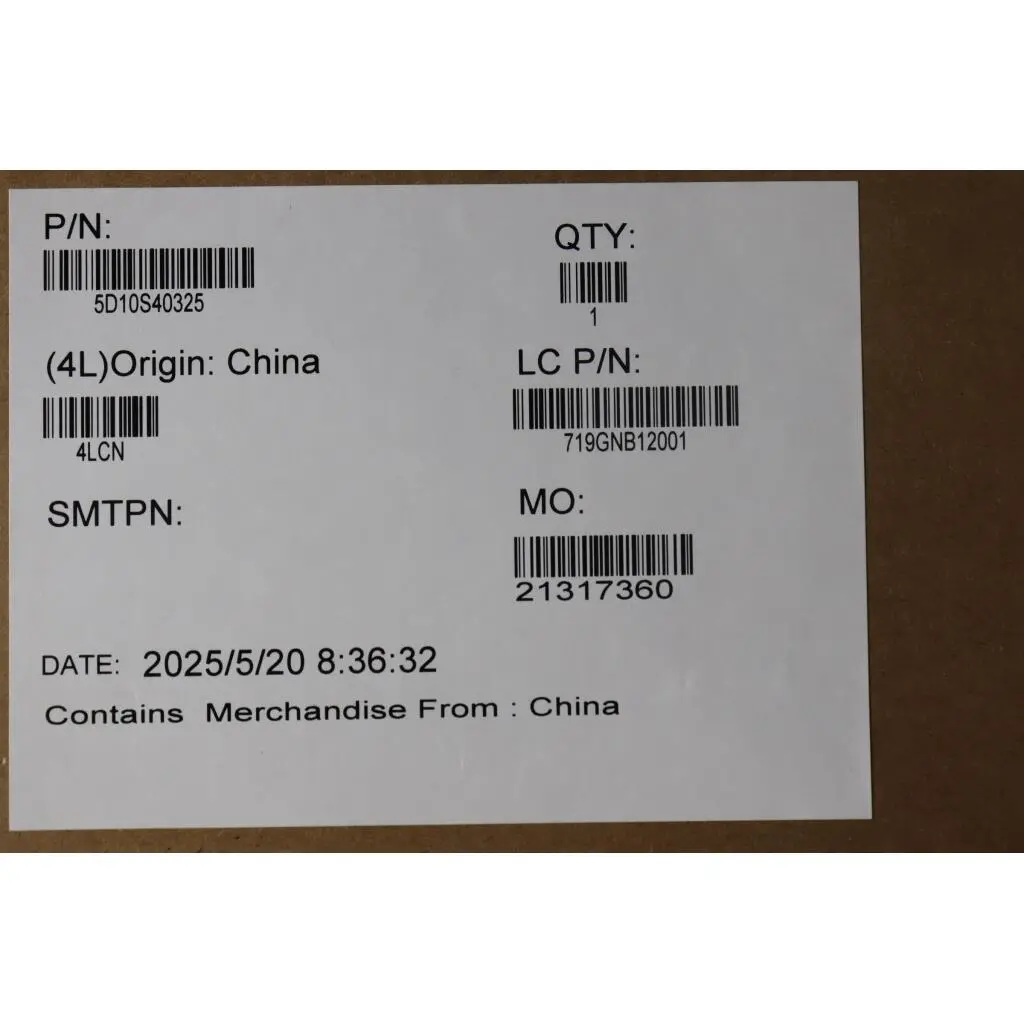 P/N:
5D10S40325
QTY:
1
(4L)Origin: China
4LCN
LC P/N:
719GNB12001
SMTPN:
MO:
21317360
DATE: 2025/5/20 8:36:32
Contains Merchandise From : China